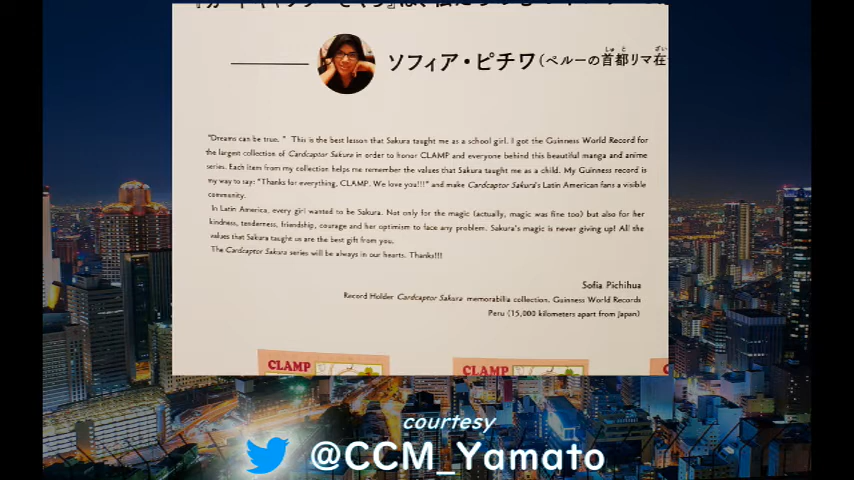 ソフィア・ピチワ(ペルーの首都リマ在
しゅ と ざい
"Dreams can be true. " This is the best lesson that Sakura taught me as a school girl. I got the Guinness World Record for
the largest collection of Cardcaptor Sakura in order to honor CLAMP and everyone behind this beautiful manga and anime
series. Each item from my collection helps me remember the values that Sakura taught me as a child. My Guinness record is
my way to say: "Thanks for everything, CLAMP. We love you!!!" and make Cardcaptor Sakura's Latin American fans a visible
community.
In Latin America, every girl wanted to be Sakura. Not only for the magic (actually, magic was fine too) but also for her
kindness, tenderness, friendship, courage and her optimism to face any problem. Sakura's magic is never giving up! All the
values that Sakura taught us are the best gift from you.
The Cardcaptor Sakura series will be always in our hearts. Thanks!!!
Sofia Pichihua
Record Holder Cardcaptor Sakura memorabilia collection. Guinness World Records
Peru (15,000 kilometers apart from Japan)
CLAMP CLAMP
courtesy
@CCM_Yamato